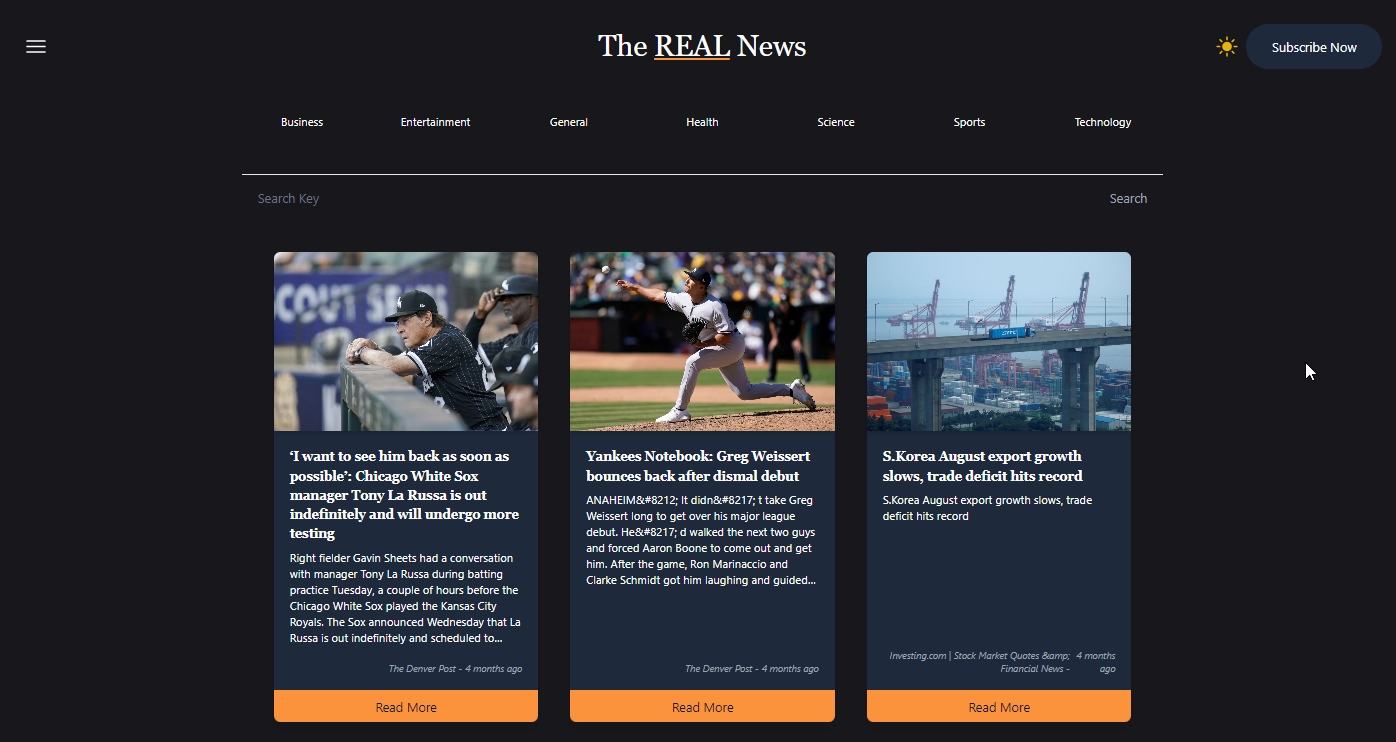 The REAL News
Subscribe Now
Business Entertainment General Health Science Sports Technology
Search Key
Search
COUT S
‘I want to see him back as soon as
possible’: Chicago White Sox
manager Tony La Russa is out
indefinitely and will undergo more
testing
Right fielder Gavin Sheets had a conversation
with manager Tony La Russa during batting
practice Tuesday, a couple of hours before the
Chicago White Sox played the Kansas City
Royals. The Sox announced Wednesday that La
Russa is out indefinitely and scheduled to...
The Denver Post - 4 months ago
Read More
Yankees Notebook: Greg Weissert
bounces back after dismal debut
ANAHEIM&#8212; It didn&#8217; t take Greg
Weissert long to get over his major league
debut. He&#8217; d walked the next two guys
and forced Aaron Boone to come out and get
him. After the game, Ron Marinaccio and
Clarke Schmidt got him laughing and guided...
The Denver Post - 4 months ago
Read More
S.Korea August export growth
slows, trade deficit hits record
S.Korea August export growth slows, trade
deficit hits record
Investing.com | Stock Market Quotes &amp; 4 months
Financial News - ago
Read More